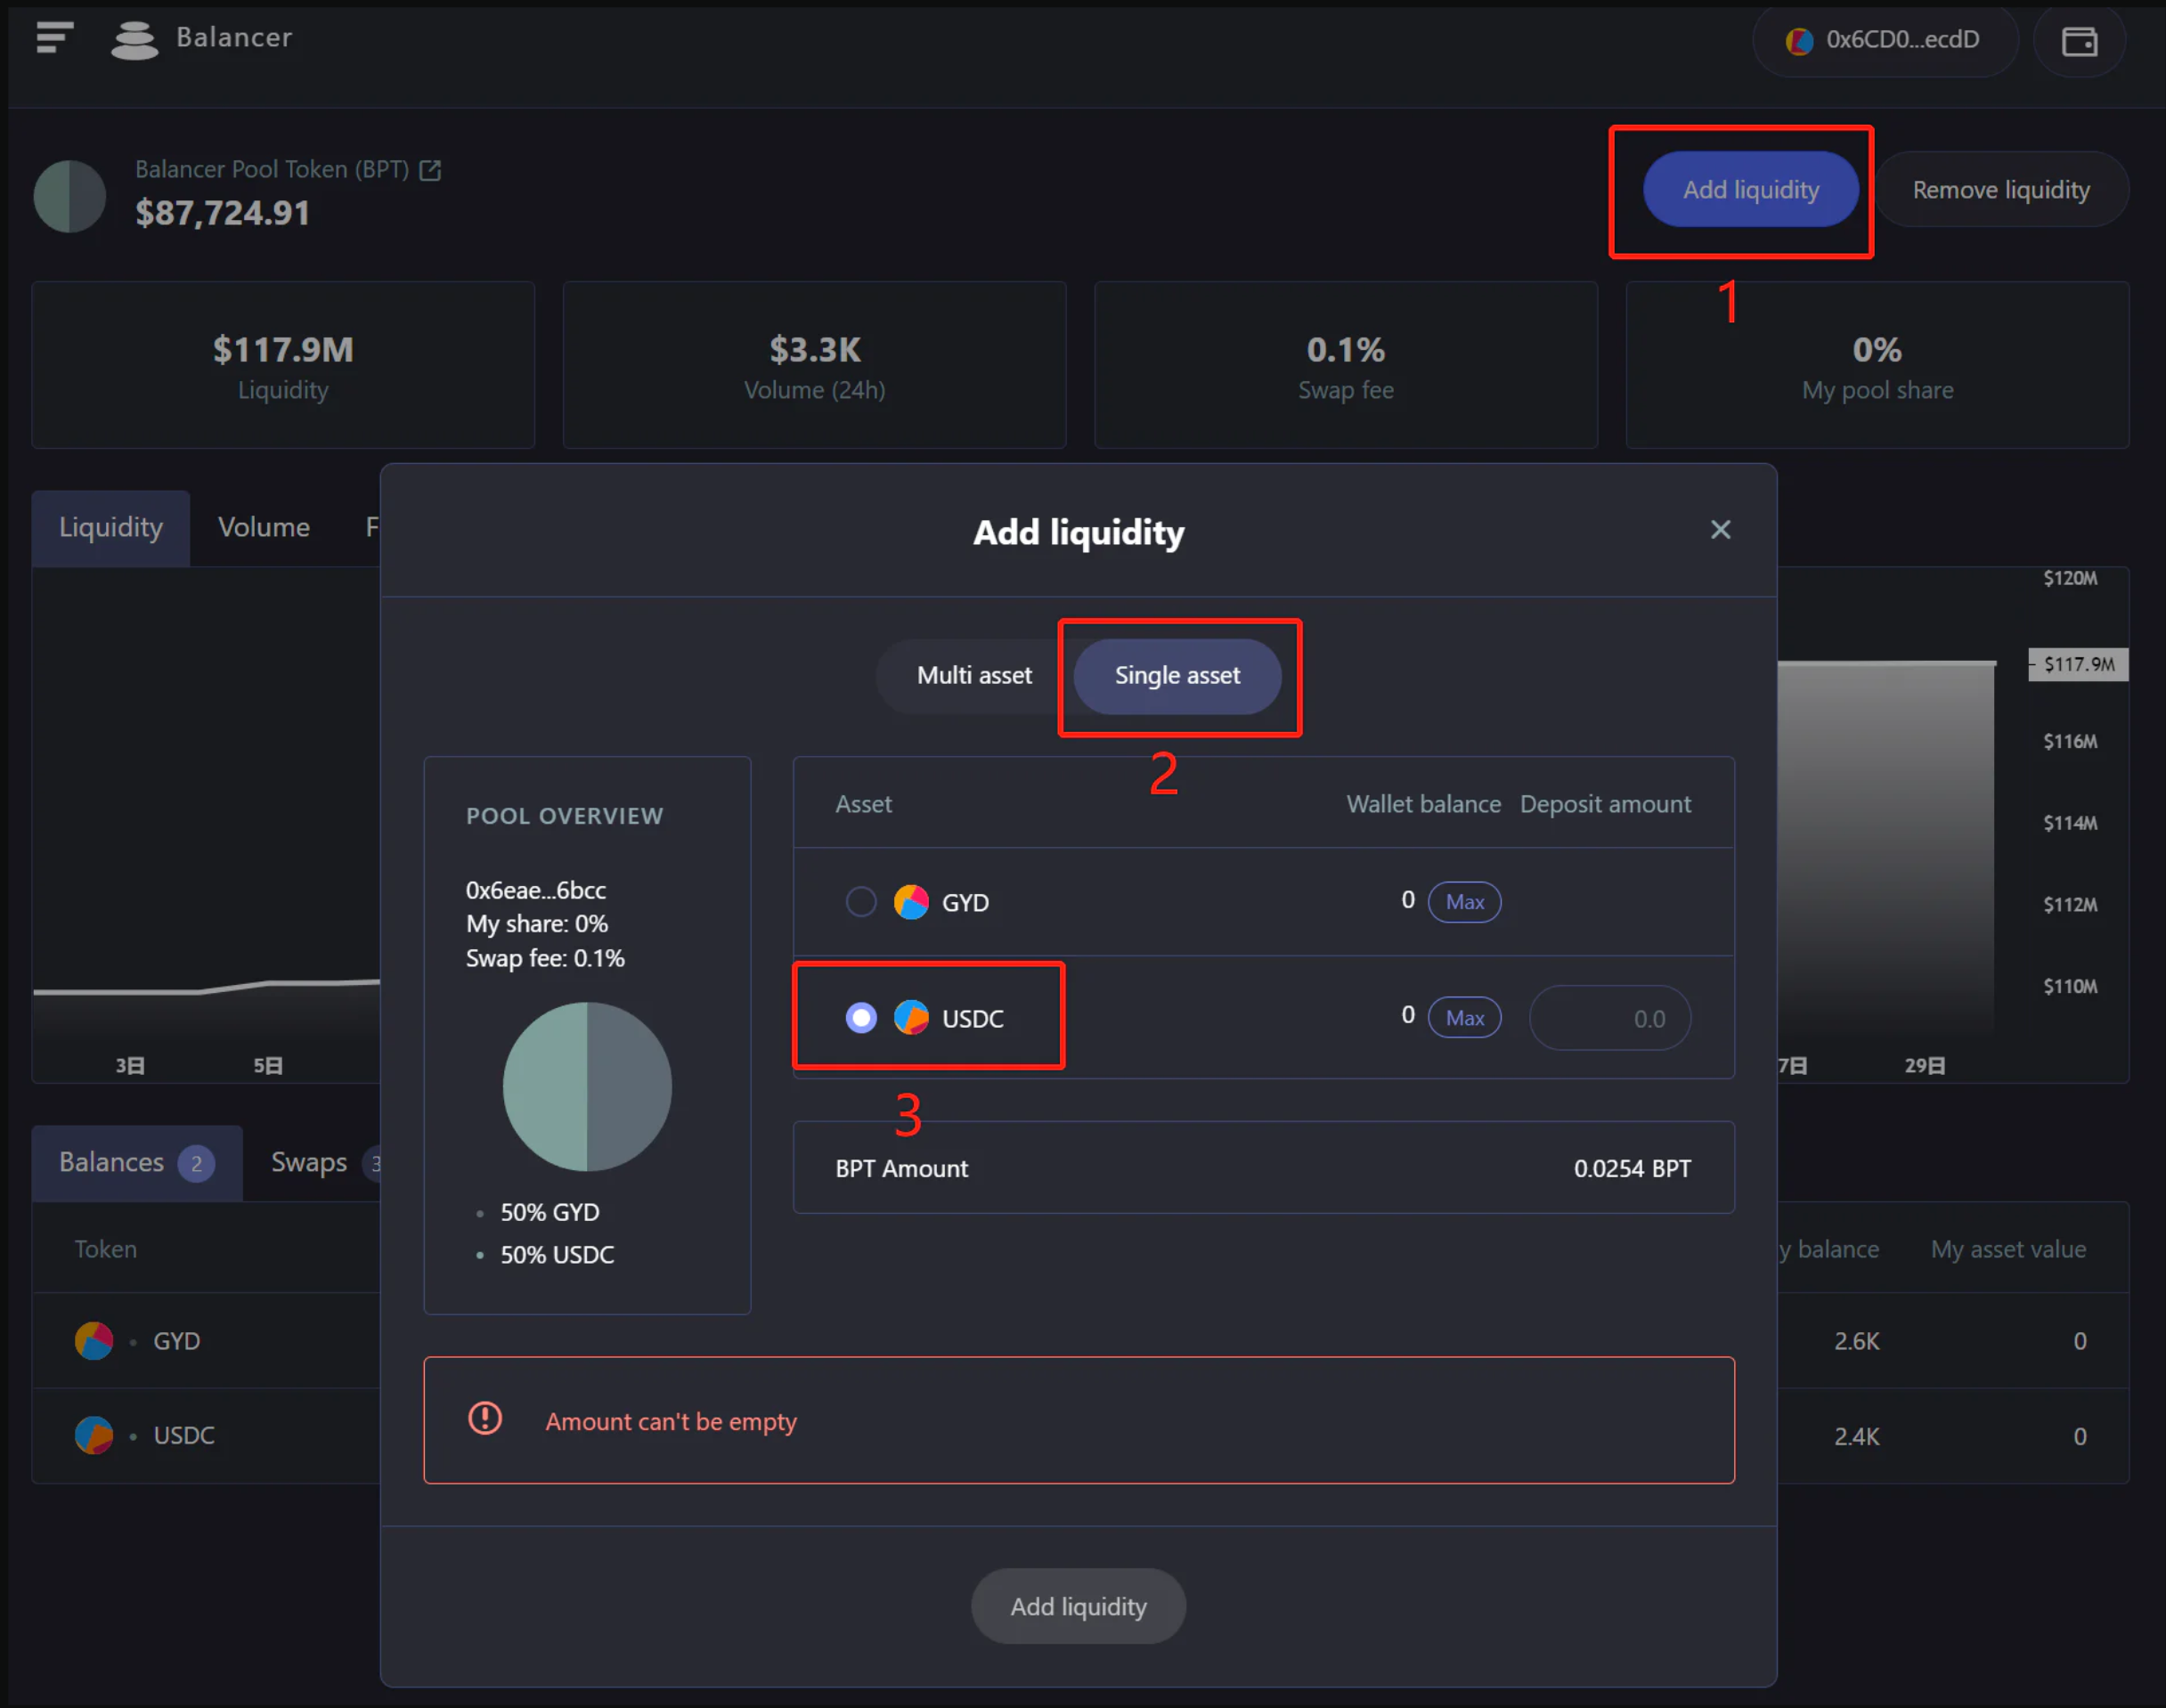 Balancer
0x6CD0...ecdD
Balancer Pool Token (BPT)
$87,724.91
Add liquidity
Remove liquidity
1
$117.9M
Liquidity
$3.3K
Volume (24h)
0.1%
Swap fee
0%
My pool share
Liquidity
Volume
F
Add liquidity
Multi asset
Single asset
2
POOL OVERVIEW
0x6eae...6bcc
My share: 0%
Swap fee: 0.1%
50% GYD
50% USDC
Asset
Wallet balance
Deposit amount
GYD
0
Max
USDC
0
Max
0.0
3
BPT Amount
0.0254 BPT
Amount can't be empty
Add liquidity
$120M
$117.9M
$116M
$114M
$112M
$110M
3日
5日
7日
29日
Balances
2
Swaps
3
Token
y balance
My asset value
GYD
2.6K
0
USDC
2.4K
0